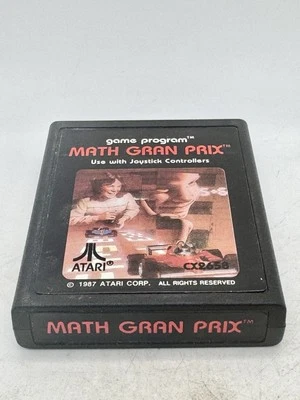 game program™
MATH GRAN PRIX™
Use with Joystick Controllers
ATARI®
CX2658
© 1987 ATARI CORP. ALL RIGHTS RESERVED
MATH GRAN PRIX™